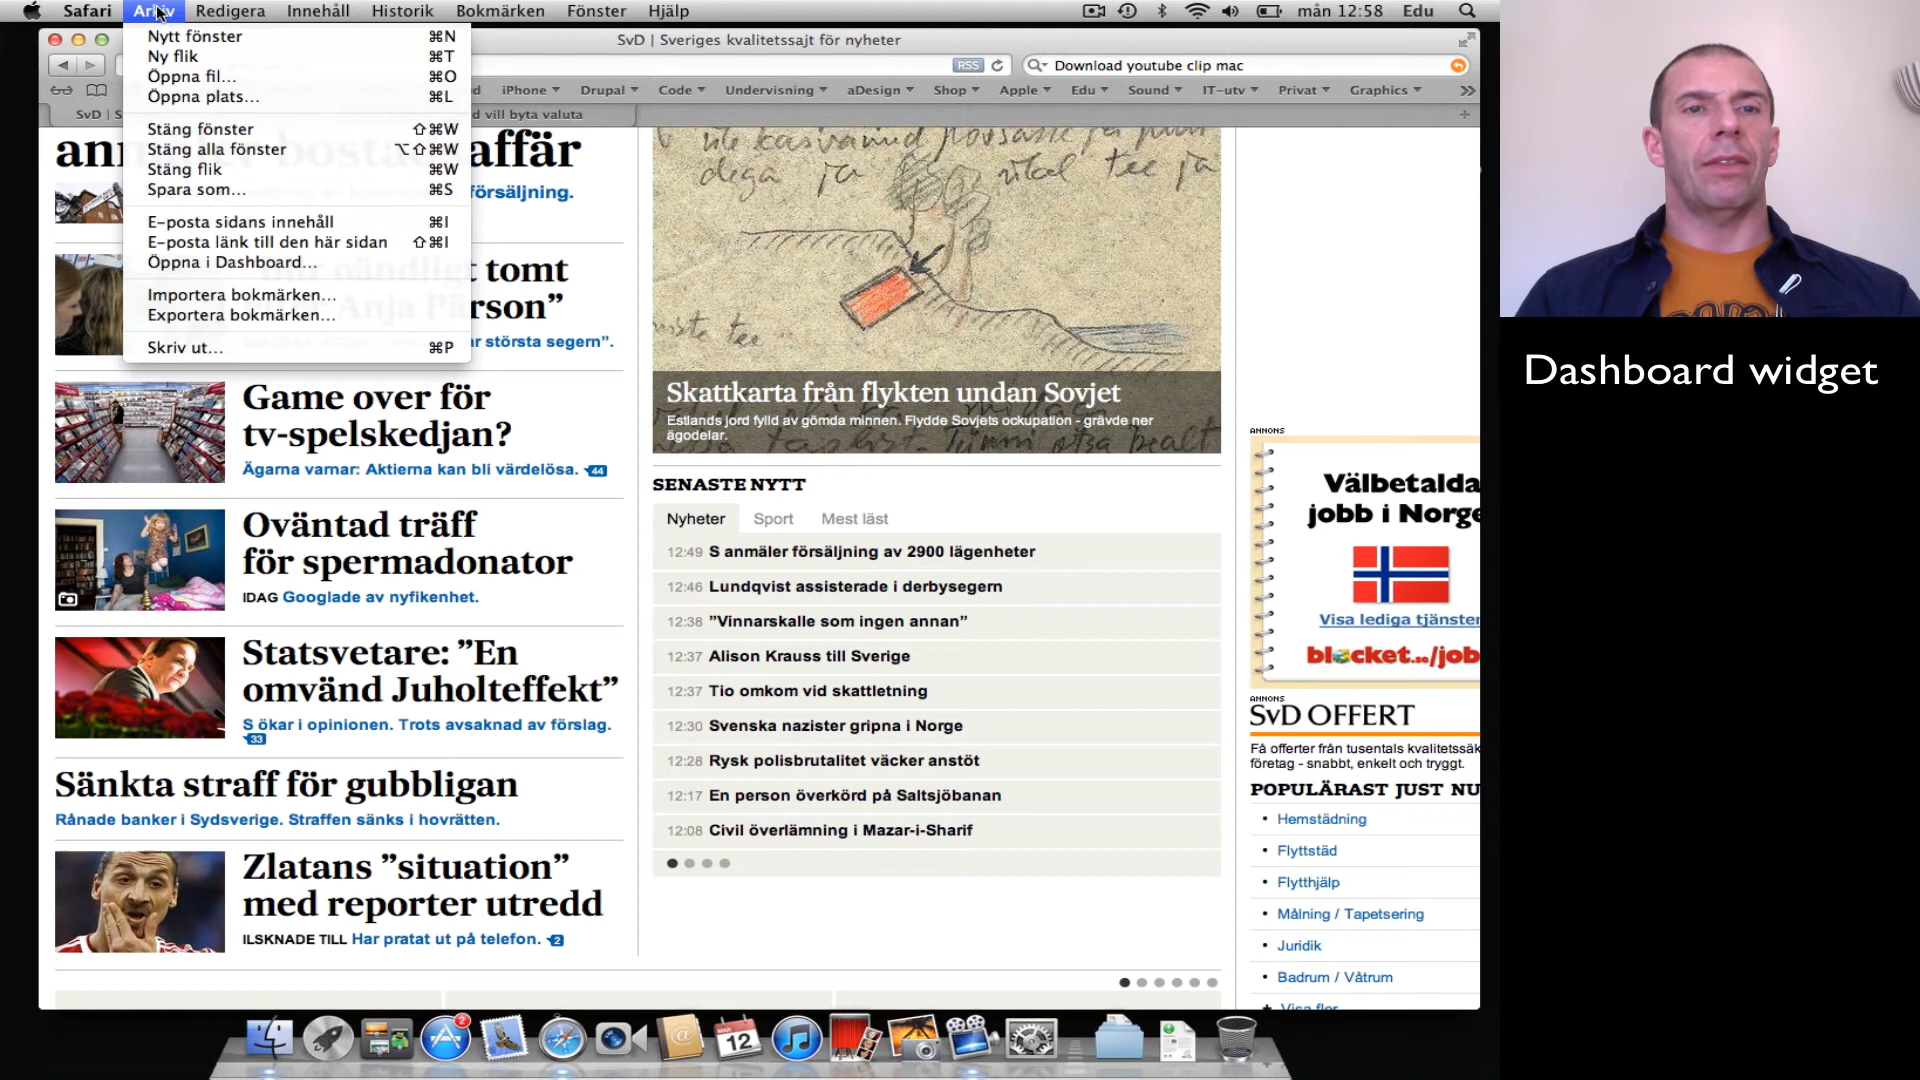 Safari Arkiv Redigera Innehåll Historik Bokmärken Fönster Hjälp
mån 12:58 Edu
SvD | Sveriges kvalitetssajt för nyheter
RSS
Download youtube clip mac
iPhone Drupal Code Undervisning aDesign Shop Apple Edu Sound IT-utv Privat Graphics
SvD | S
d vill byta valuta
Nytt fönster ⌘N
Ny flik ⌘T
Öppna fil... ⌘O
Öppna plats... ⌘L
Stäng fönster ⇧⌘W
Stäng alla fönster ⌥⇧⌘W
Stäng flik ⌘W
Spara som... ⌘S
E-posta sidans innehåll ⌘I
E-posta länk till den här sidan ⇧⌘I
Öppna i Dashboard...
Importera bokmärken...
Exportera bokmärken...
Skriv ut... ⌘P
affär
försäljning.
tomt
rson”
r största segern”.
Game over för
tv-spelskedjan?
Ägarna varnar: Aktierna kan bli värdelösa. 44
Oväntad träff
för spermadonator
IDAG Googlade av nyfikenhet.
Statsvetare: ”En
omvänd Juholteffekt”
S ökar i opinionen. Trots avsaknad av förslag.
33
Sänkta straff för gubbligan
Rånade banker i Sydsverige. Straffen sänks i hovrätten.
Zlatans ”situation”
med reporter utredd
ILSKNADE TILL Har pratat ut på telefon. 2
Skattkarta från flykten undan Sovjet
Estlands jord fylld av gömda minnen. Flydde Sovjets ockupation - grävde ner
ägodelar.
SENASTE NYTT
Nyheter Sport Mest läst
12:49 S anmäler försäljning av 2900 lägenheter
12:46 Lundqvist assisterade i derbysegern
12:38 ”Vinnarskalle som ingen annan”
12:37 Alison Krauss till Sverige
12:37 Tio omkom vid skattletning
12:30 Svenska nazister gripna i Norge
12:28 Rysk polisbrutalitet väcker anstöt
12:17 En person överkörd på Saltsjöbanan
12:08 Civil överlämning i Mazar-i-Sharif
ANNONS
Välbetalda
jobb i Norge
Visa lediga tjänster
blocket.se/job
ANNONS
SvD OFFERT
Få offerter från tusentals kvalitetssäk
företag - snabbt, enkelt och tryggt.
POPULÄRAST JUST NU
• Hemstädning
• Flyttstäd
• Flytthjälp
• Målning / Tapetsering
• Juridik
• Badrum / Våtrum
Visa fler
2
MAR
12
Dashboard widget